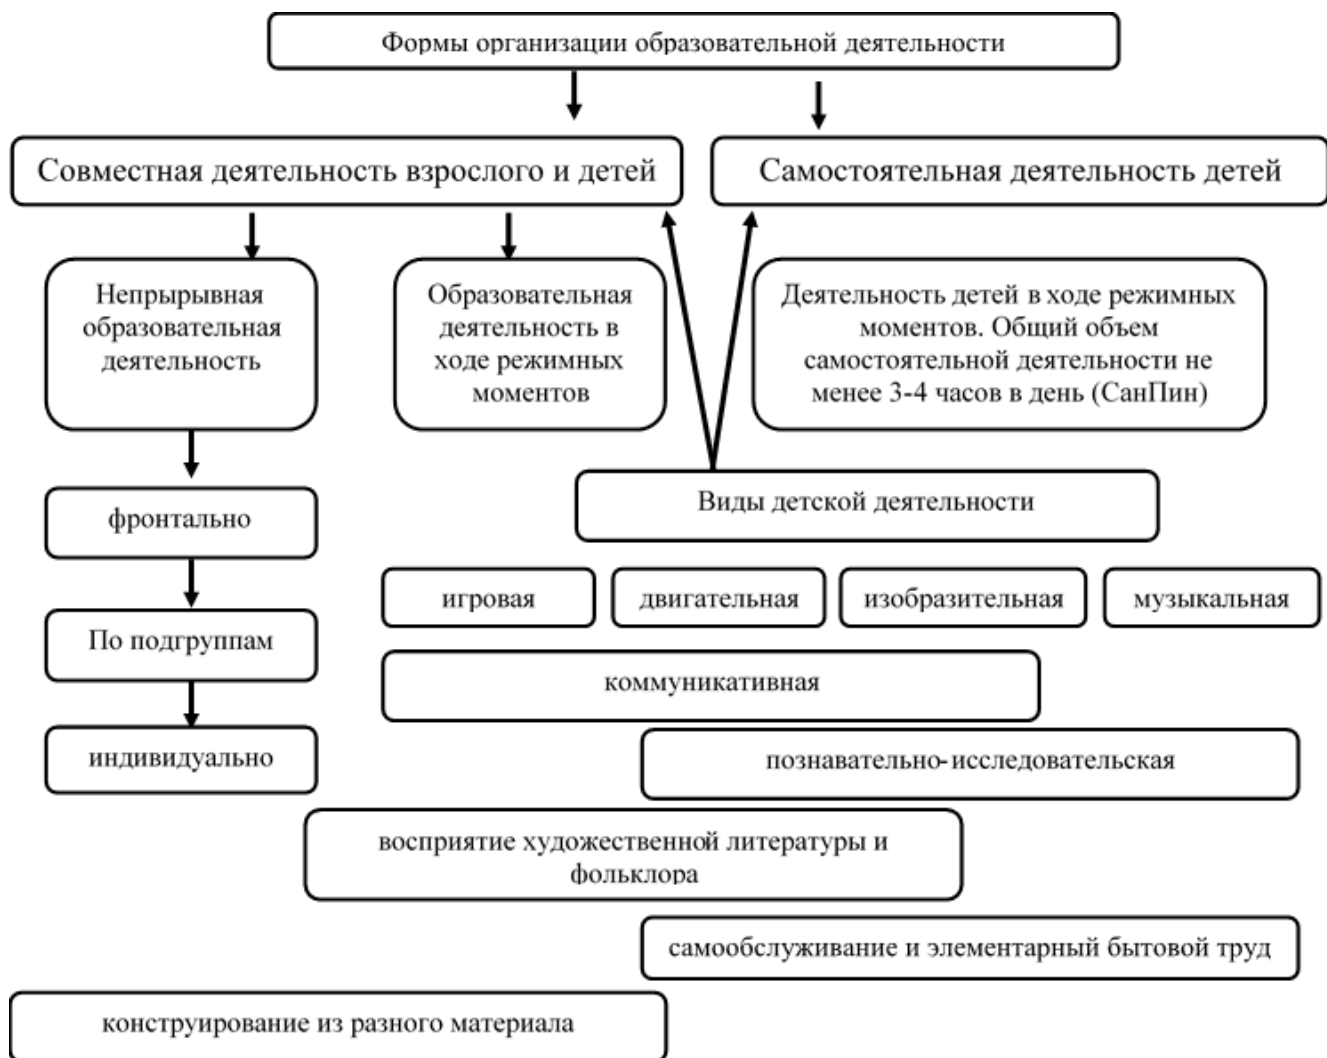 Формы организации образовательной деятельности
Совместная деятельность взрослого и детей
Самостоятельная деятельность детей
Непрырывная
образовательная
деятельность
Образовательная
деятельность в
ходе режимных
моментов
Деятельность детей в ходе режимных
моментов. Общий объем
самостоятельной деятельности не
менее 3-4 часов в день (СанПин)
фронтально
По подгруппам
индивидуально
Виды детской деятельности
игровая
двигательная
изобразительная
музыкальная
коммуникативная
познавательно-исследовательская
восприятие художественной литературы и
фольклора
самообслуживание и элементарный бытовой труд
конструирование из разного материала